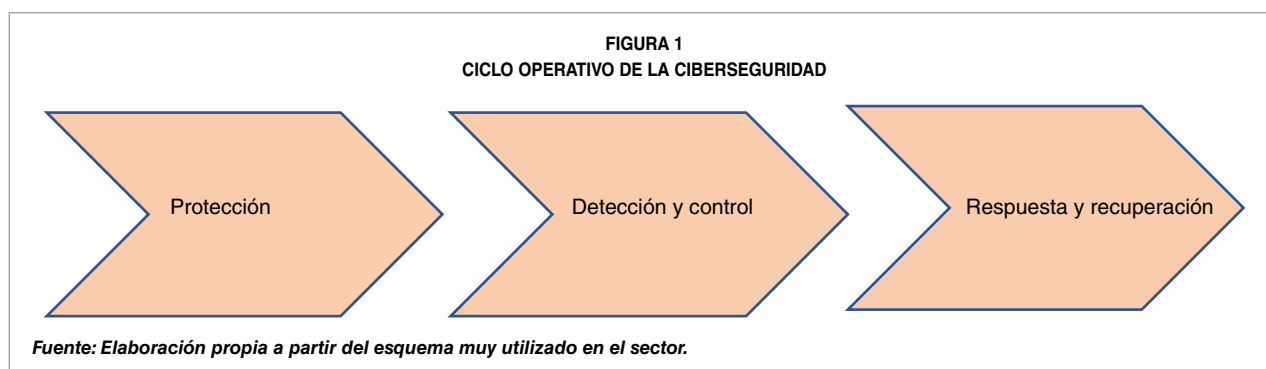 FIGURA 1
CICLO OPERATIVO DE LA CIBERSEGURIDAD
Protección
Detección y control
Respuesta y recuperación
Fuente: Elaboración propia a partir del esquema muy utilizado en el sector.